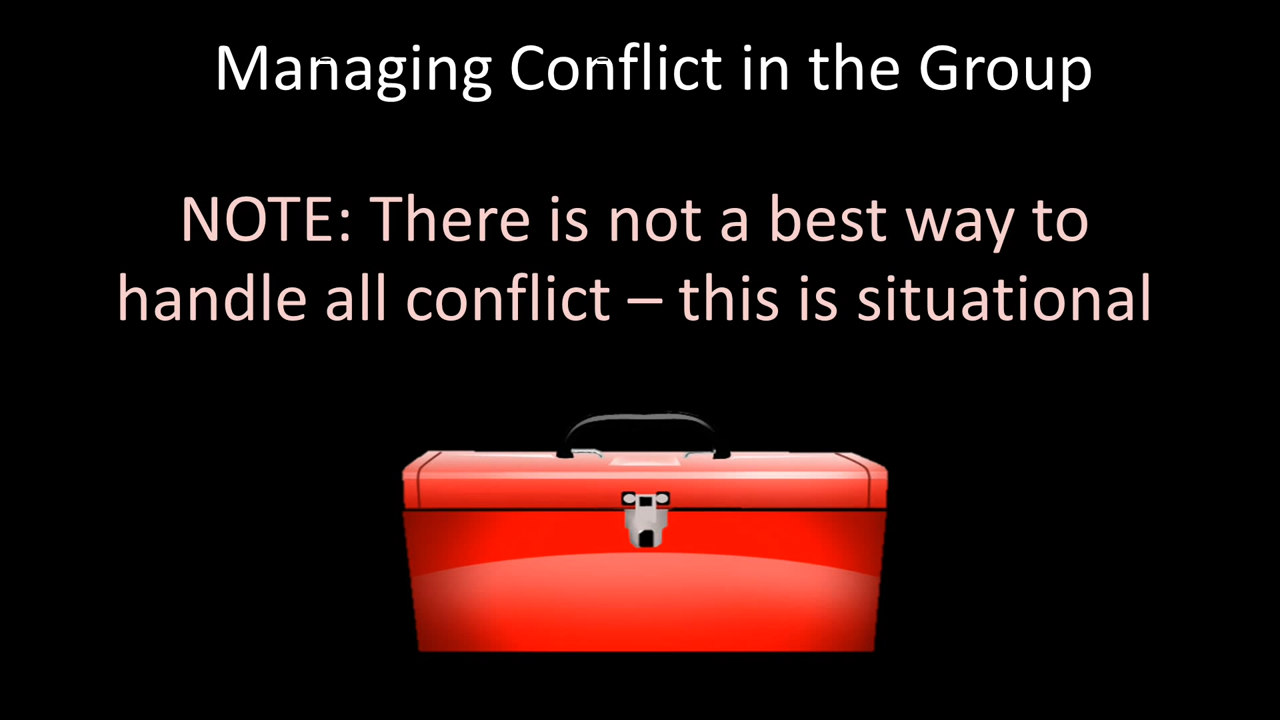 Managing Conflict in the Group
NOTE: There is not a best way to
handle all conflict – this is situational